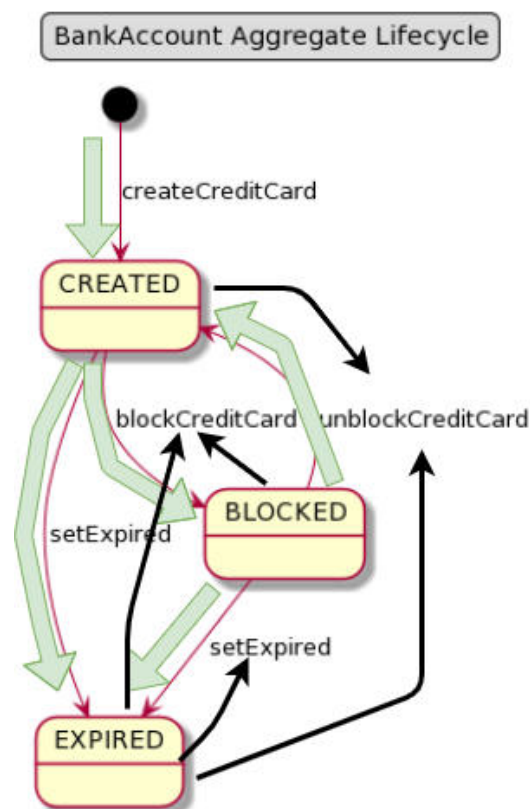 BankAccount Aggregate Lifecycle
createCreditCard
CREATED
blockCreditCard
unblockCreditCard
BLOCKED
setExpired
setExpired
EXPIRED